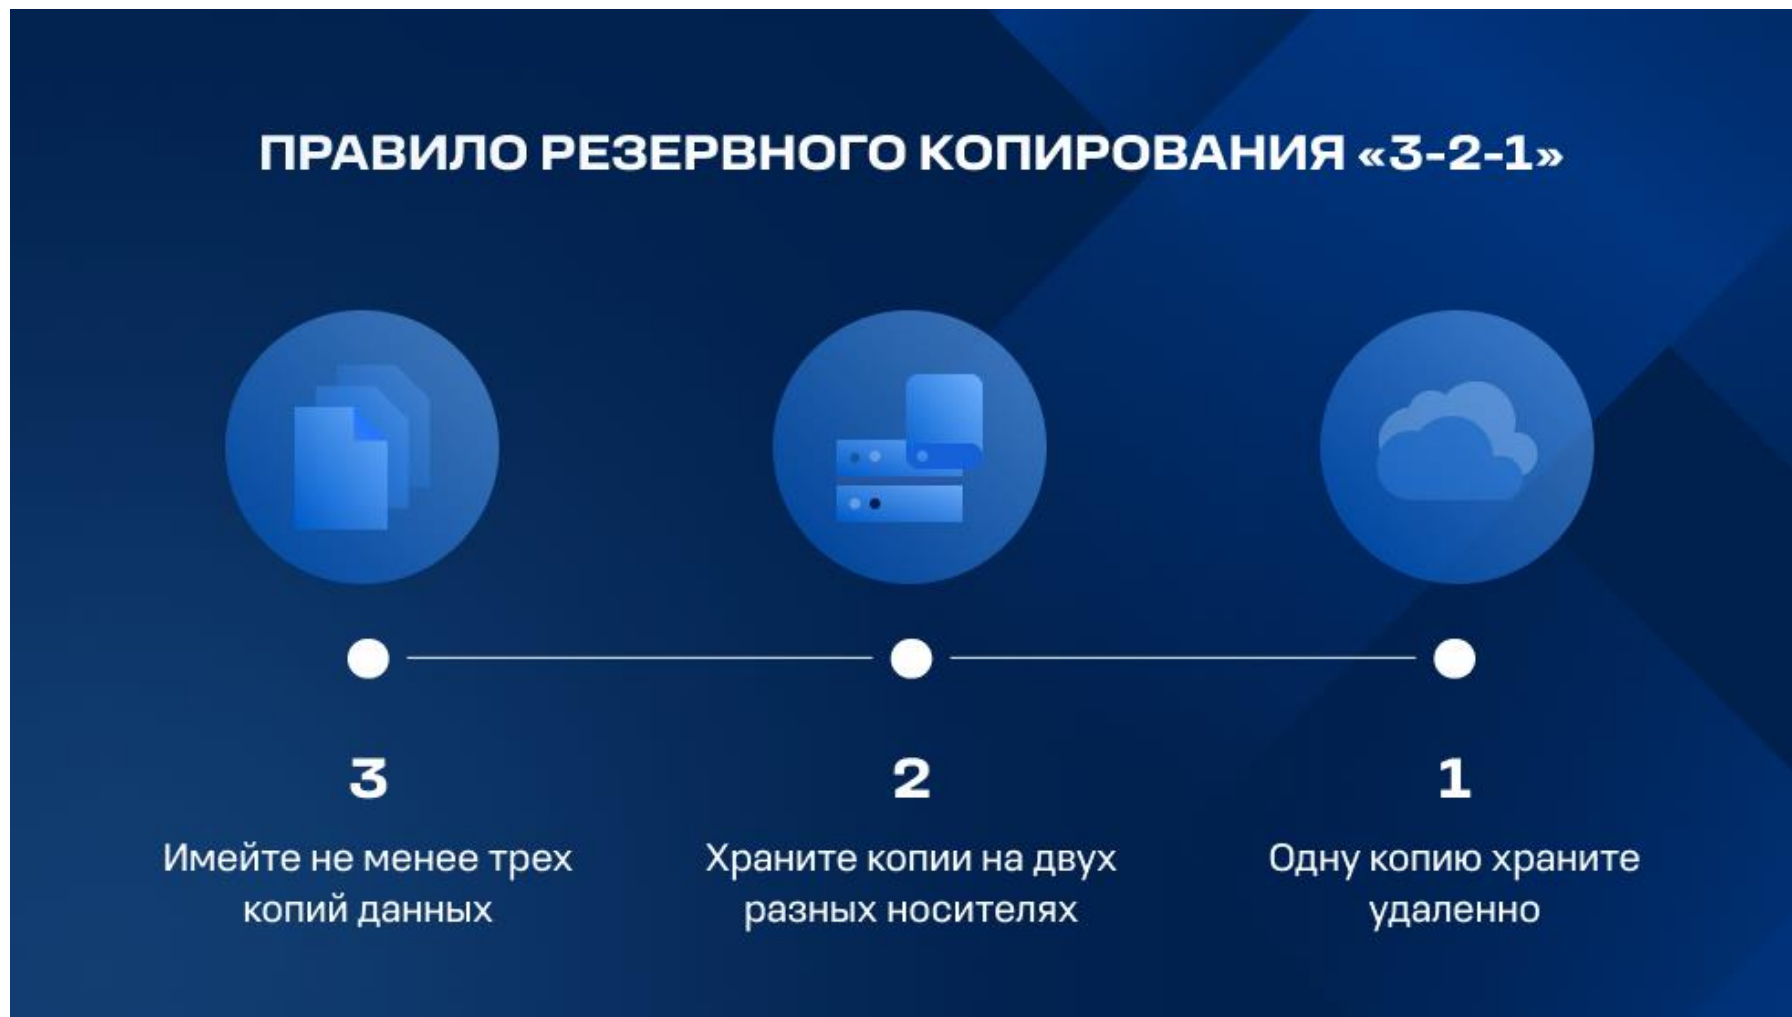 ПРАВИЛО РЕЗЕРВНОГО КОПИРОВАНИЯ «3-2-1»
3
Имейте не менее трех
копий данных
2
Храните копии на двух
разных носителях
1
Одну копию храните
удаленно